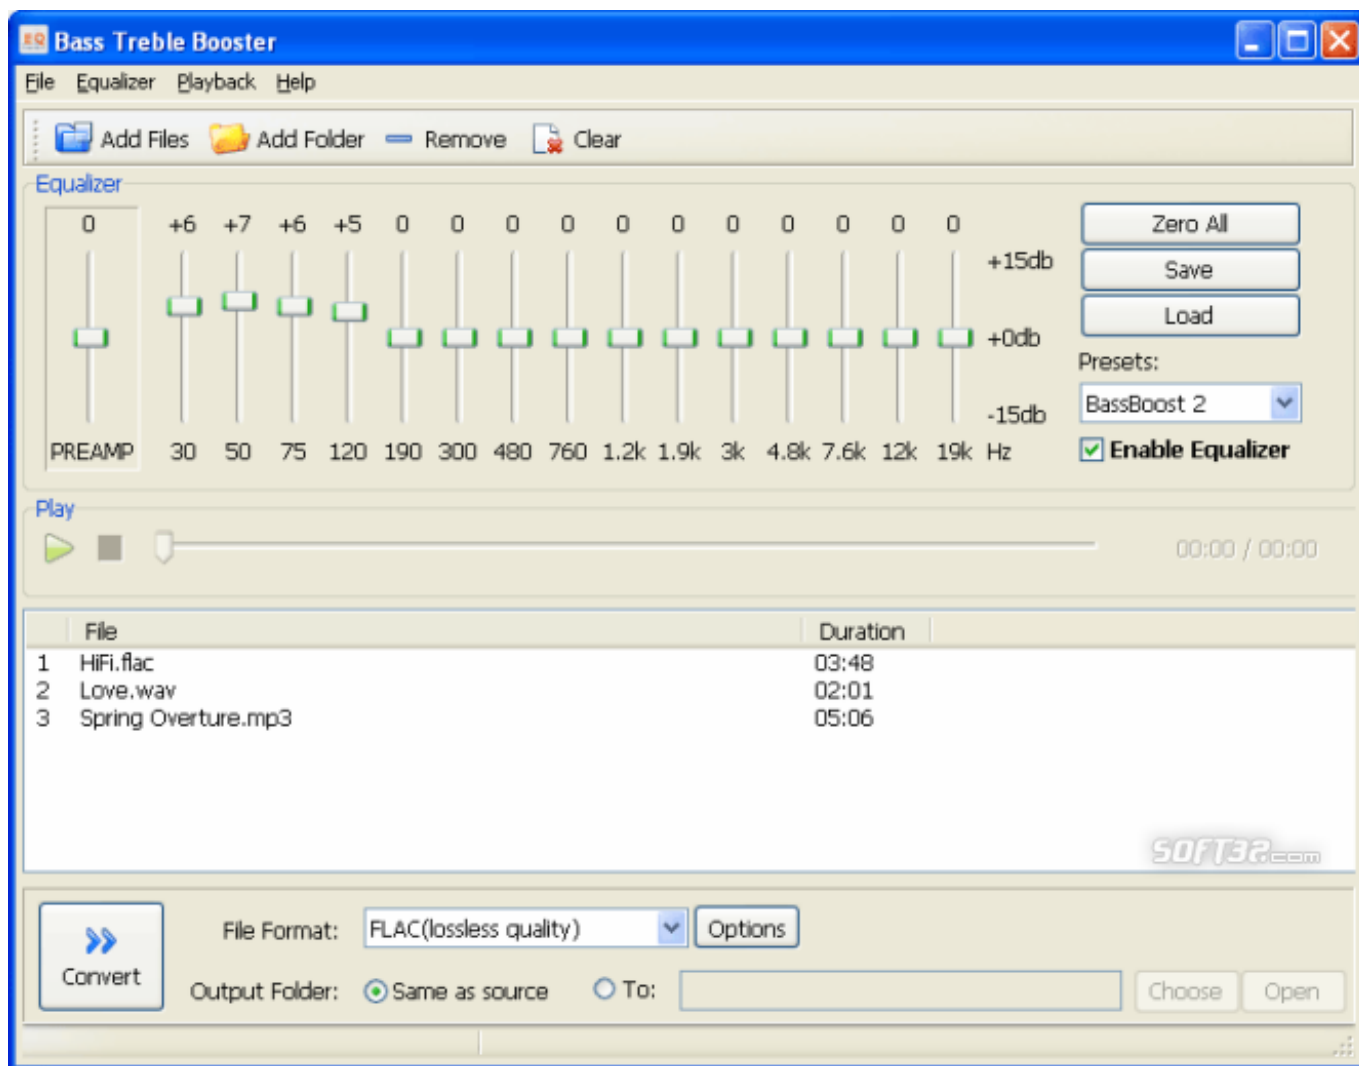 EQ Bass Treble Booster
File Equalizer Playback Help
Add Files Add Folder Remove Clear
Equalizer
0 +6 +7 +6 +5 0 0 0 0 0 0 0 0 0 0 0 Zero All
+15db Save
Load
+0db
Presets:
-15db BassBoost 2
PREAMP 30 50 75 120 190 300 480 760 1.2k 1.9k 3k 4.8k 7.6k 12k 19k Hz Enable Equalizer
Play
00:00 / 00:00
File Duration
1 HiFi.flac 03:48
2 Love.wav 02:01
3 Spring Overture.mp3 05:06
SOFT32.com
File Format: FLAC(lossless quality) Options
Convert
Output Folder: Same as source To: Choose Open